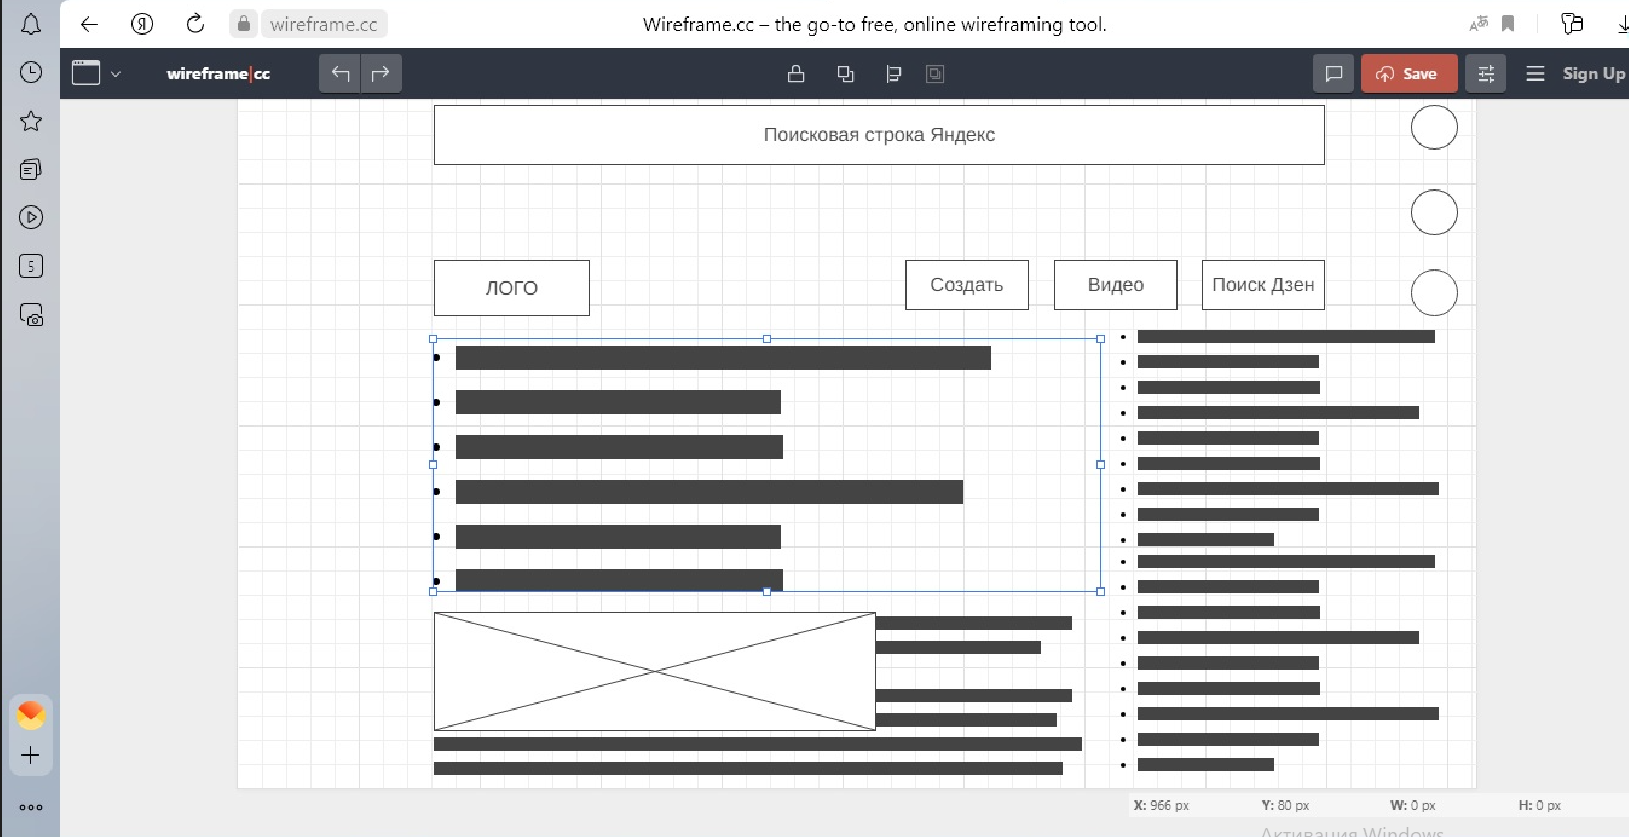 wireframe.cc
Wireframe.cc – the go-to free, online wireframing tool.
wireframe|cc
Save
Sign Up
Поисковая строка Яндекс
ЛОГО
Создать
Видео
Поиск Дзен
5
X: 966 px
Y: 80 px
W: 0 px
H: 0 px
Активация Windows